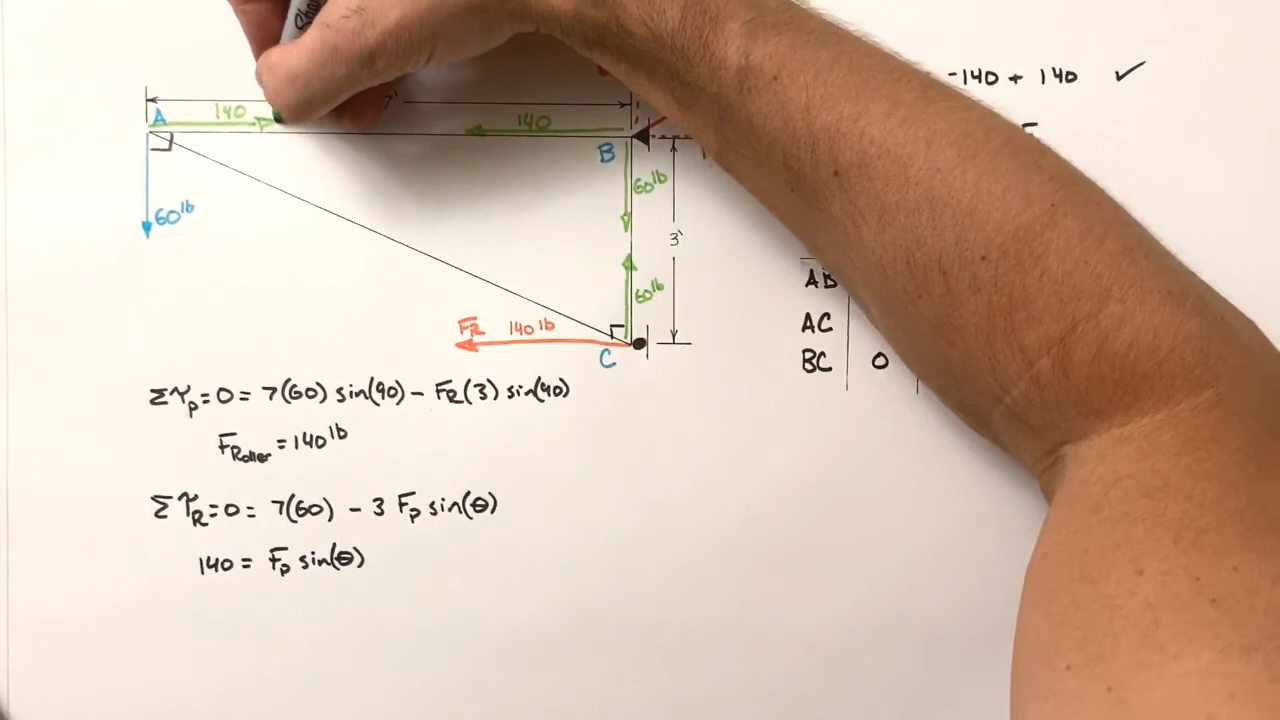 Sha
-140 + 140 ✓
7'
A 140 140
B
60 lb
60 lb
3'
60 lb
AB
FR 140 lb
AC
C
BC 0
Στp=0= 7(60) sin(90) - FR(3) sin(90)
FRoller = 140 lb
ΣτR=0= 7(60) - 3 Fp sin(θ)
140 = Fp sin(θ)